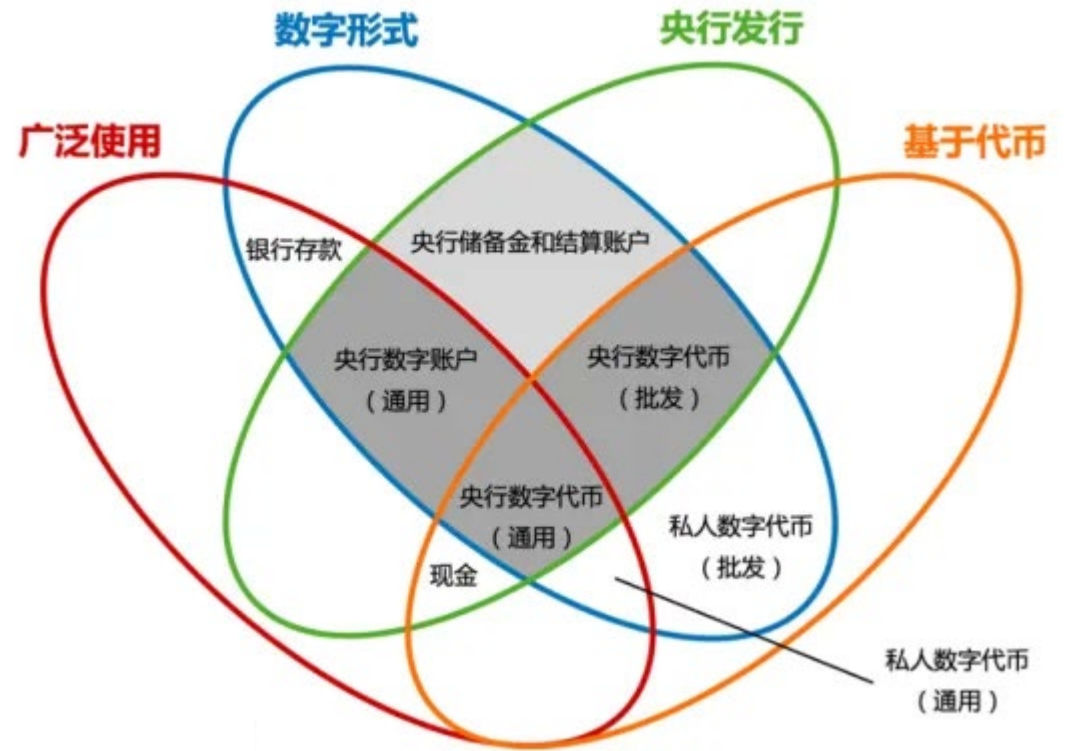 数字形式
央行发行
广泛使用
基于代币
银行存款
央行储备金和结算账户
央行数字账户
（通用）
央行数字代币
（批发）
央行数字代币
（通用）
私人数字代币
（批发）
现金
私人数字代币
（通用）